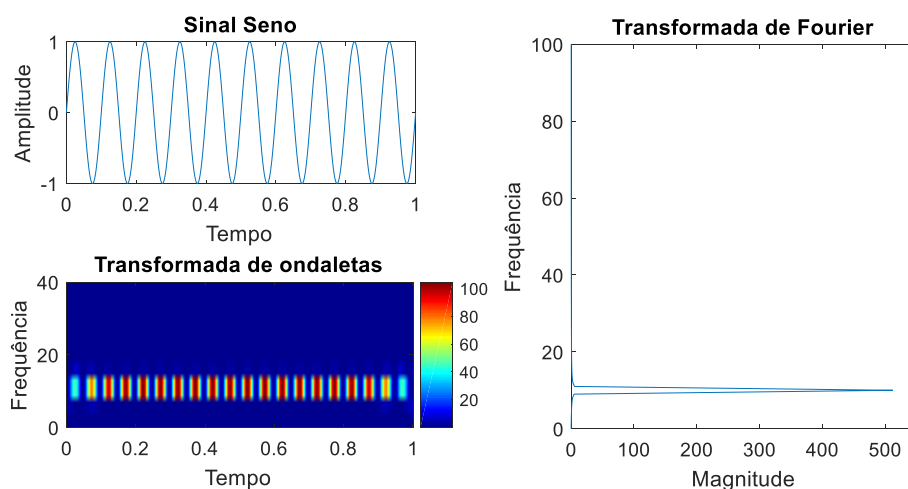 Sinal Seno
1
0
-1
Amplitude
0 0.2 0.4 0.6 0.8 1
Tempo
Transformada de ondaletas
40
20
0
Frequência
0 0.2 0.4 0.6 0.8 1
Tempo
100
80
60
40
20
Transformada de Fourier
100
80
60
40
20
0
Frequência
0 100 200 300 400 500
Magnitude